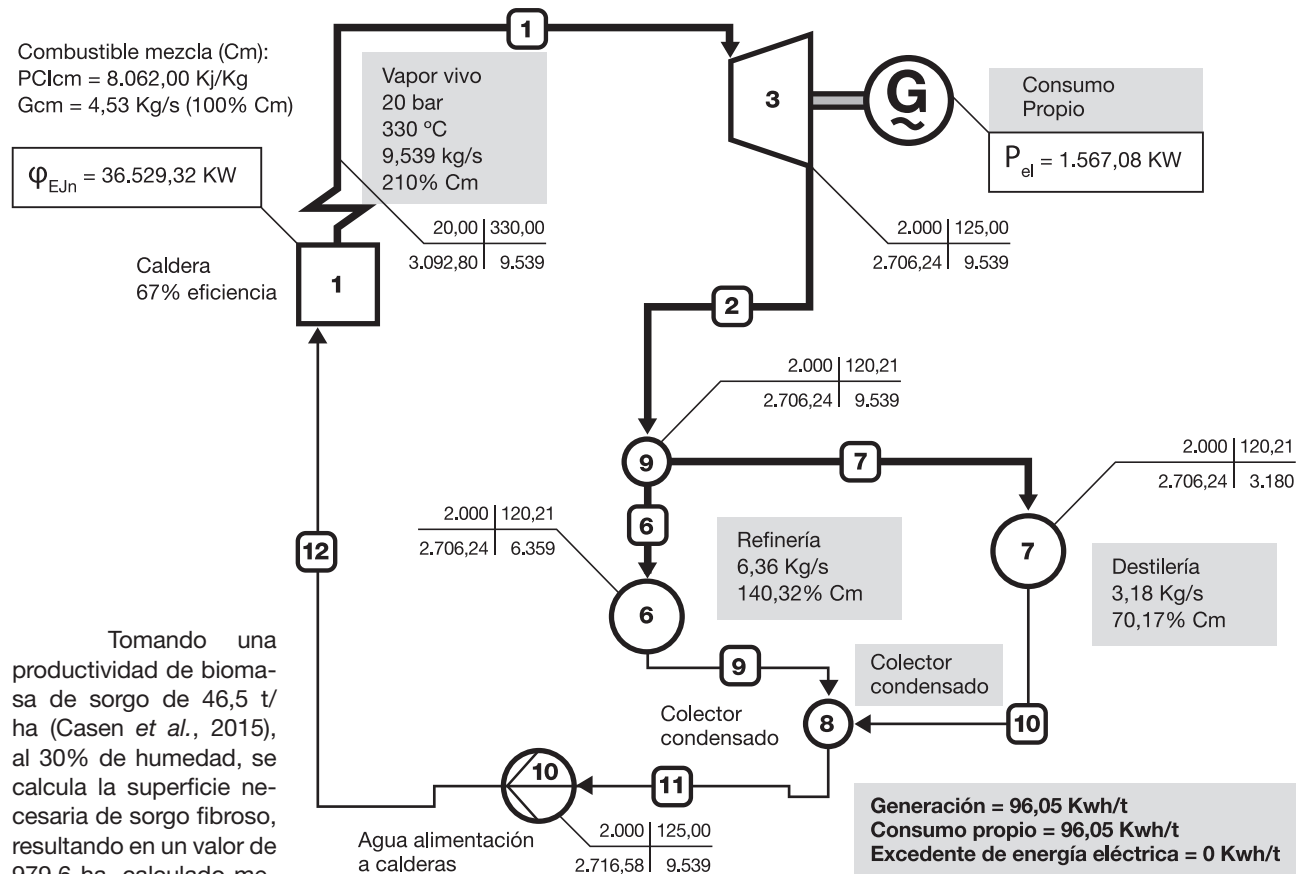 Combustible mezcla (Cm):
PCIcm = 8.062,00 Kj/Kg
Gcm = 4,53 Kg/s (100% Cm)
φEJn = 36.529,32 KW
Caldera
67% eficiencia
1
1
Vapor vivo
20 bar
330 ºC
9,539 kg/s
210% Cm
20,00 330,00
3.092,80 9.539
3
G
~
Consumo
Propio
Pel = 1.567,08 KW
2.000 125,00
2.706,24 9.539
2
2.000 120,21
2.706,24 9.539
9
7
2.000 120,21
2.706,24 3.180
7
Destilería
3,18 Kg/s
70,17% Cm
6
2.000 120,21
2.706,24 6.359
6
Refinería
6,36 Kg/s
140,32% Cm
12
9
Colector
condensado
10
Colector
condensado
8
11
10
Agua alimentación
a calderas
2.000 125,00
2.716,58 9.539
Generación = 96,05 Kwh/t
Consumo propio = 96,05 Kwh/t
Excedente de energía eléctrica = 0 Kwh/t
Tomando una
productividad de bioma-
sa de sorgo de 46,5 t/
ha (Casen et al., 2015),
al 30% de humedad, se
calcula la superficie ne-
cesaria de sorgo fibroso,
resultando en un valor de
979,6 ha, calculado me-